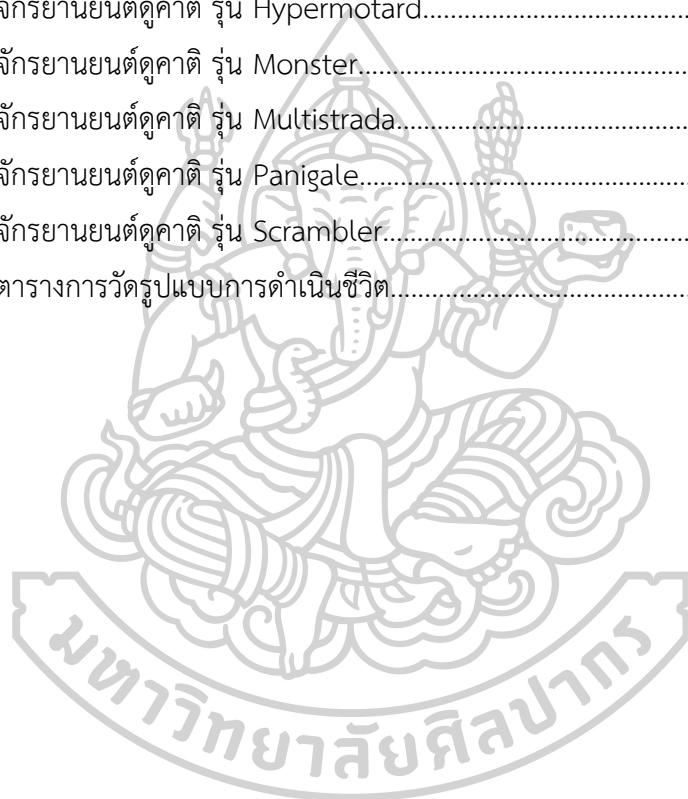 จักรยานยนต์ดูคาติ รุ่น Hypermotard................................................
จักรยานยนต์ดูคาติ รุ่น Monster.......................................................
จักรยานยนต์ดูคาติ รุ่น Multistrada..................................................
จักรยานยนต์ดูคาติ รุ่น Panigale.......................................................
จักรยานยนต์ดูคาติ รุ่น Scrambler....................................................
ตารางการวัดรูปแบบการดำเนินชีวิต..................................................
มหาวิทยาลัยศิลปากร